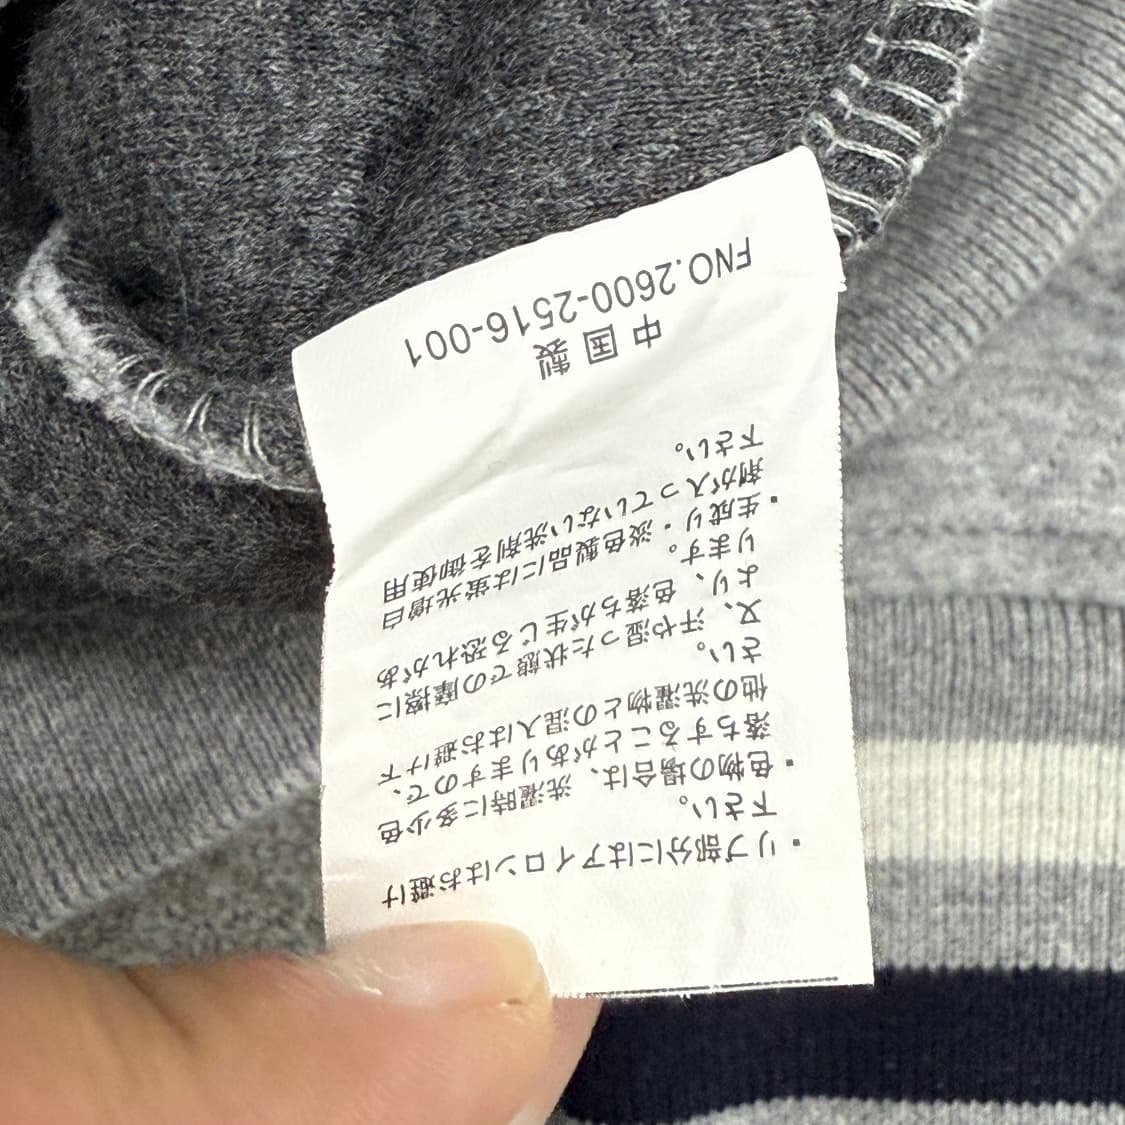 ・リブ部分にはアイロンはお避け
下さい。
・色物の場合は、洗濯時に多少色
落ちすることがありますので、
他の洗濯物との混入はお避け下
さい。
又、汗や湿った状態での摩擦に
より、色落ちが生じる恐れがあ
ります。
・生成り・淡色製品には蛍光増白
剤が入っていない洗剤を御使用
下さい。
中国製
FNO.2600-2516-001